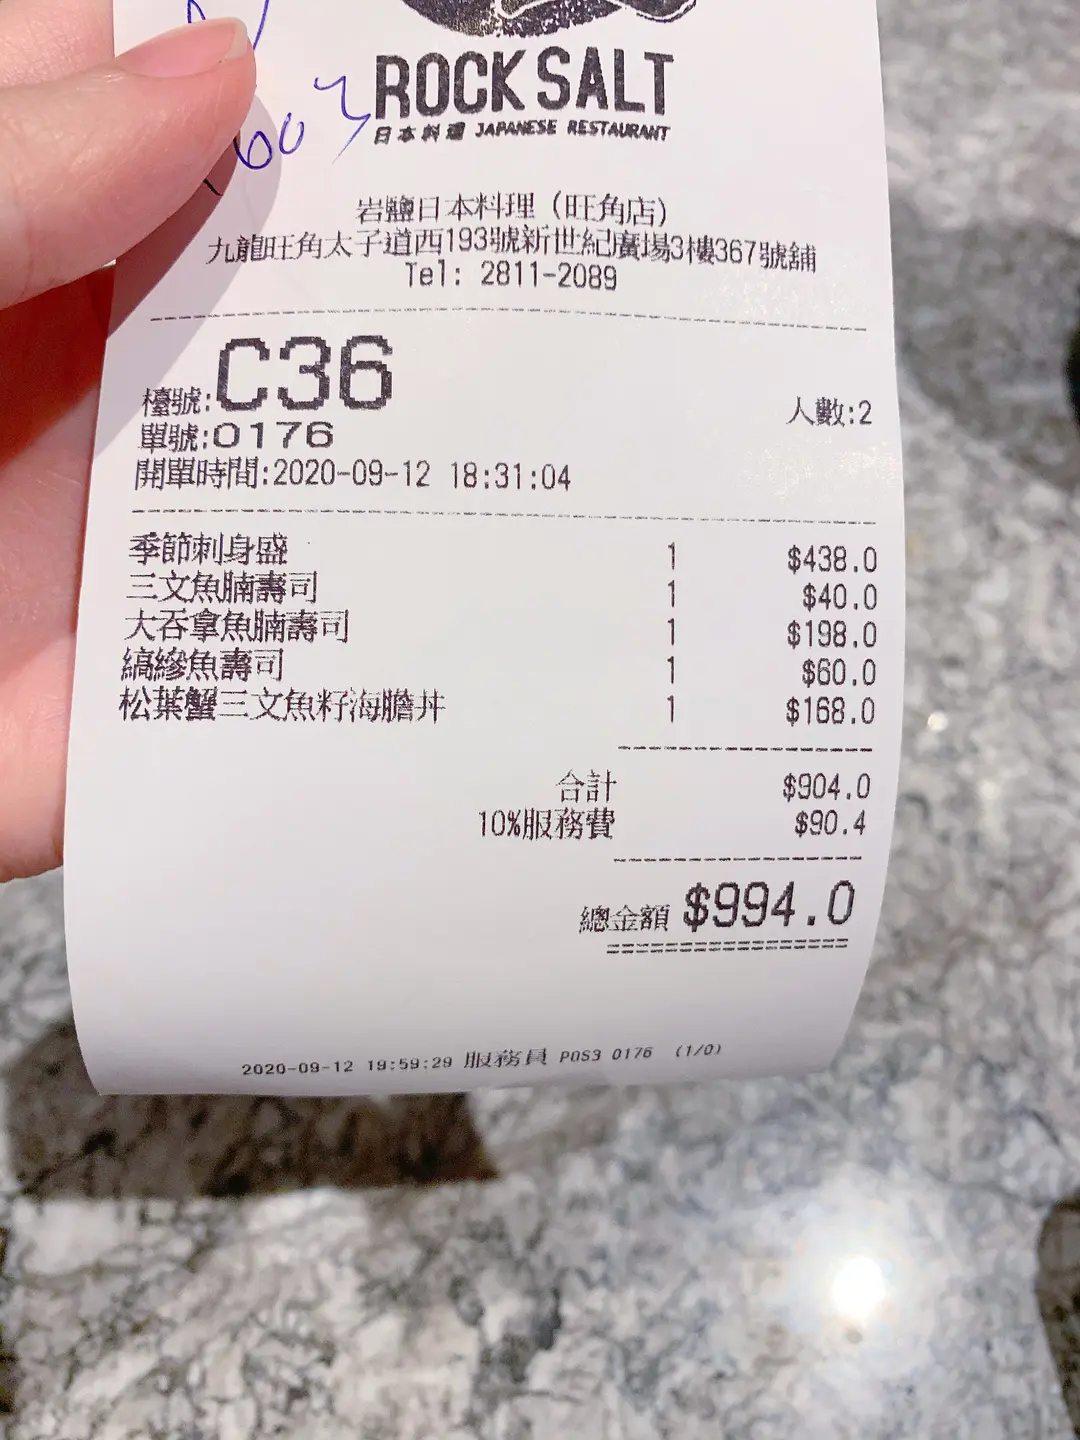 603
ROCK SALT
日本料理 JAPANESE RESTAURANT
岩鹽日本料理（旺角店）
九龍旺角太子道西193號新世紀廣場3樓367號舖
Tel: 2811-2089
檯號:C36 人數:2
單號:0176
開單時間:2020-09-12 18:31:04
季節刺身盛 1 $438.0
三文魚腩壽司 1 $40.0
大吞拿魚腩壽司 1 $198.0
縞鰺魚壽司 1 $60.0
松葉蟹三文魚籽海膽丼 1 $168.0
合計 $904.0
10%服務費 $90.4
總金額 $994.0
2020-09-12 19:59:29 服務員 POS3 0176 (1/0)